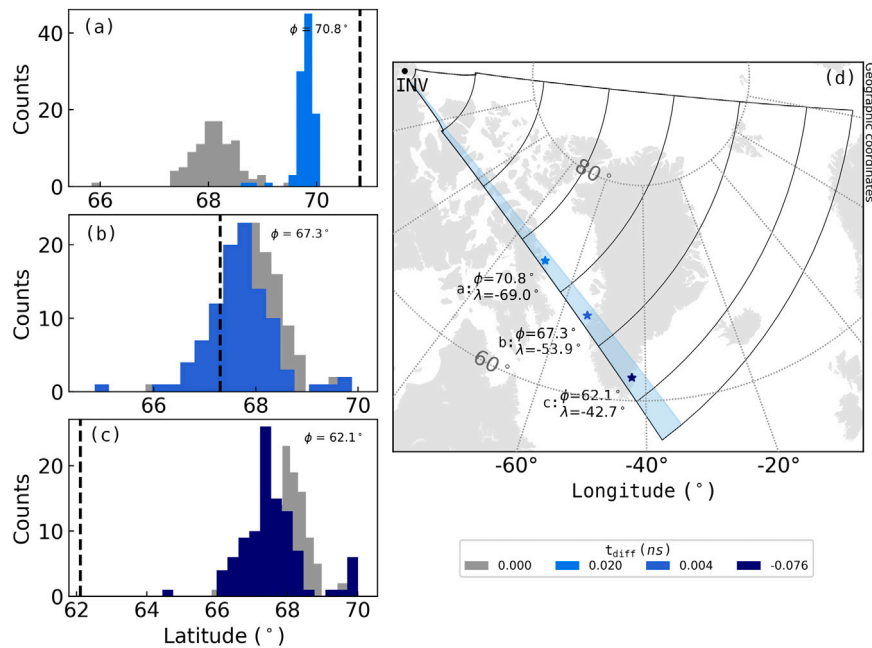 (a)
ϕ = 70.8°
40
20
0
Counts
66
68
70
(b)
ϕ = 67.3°
20
10
0
Counts
66
68
70
(c)
ϕ = 62.1°
20
10
0
Counts
62
64
66
68
70
Latitude (°)
(d)
INV
80°
60°
a: ϕ=70.8°
λ=-69.0°
b: ϕ=67.3°
λ=-53.9°
c: ϕ=62.1°
λ=-42.7°
Geographic coordinates
-60°
-40°
-20°
Longitude (°)
t_diff (ns)
0.000
0.020
0.004
-0.076